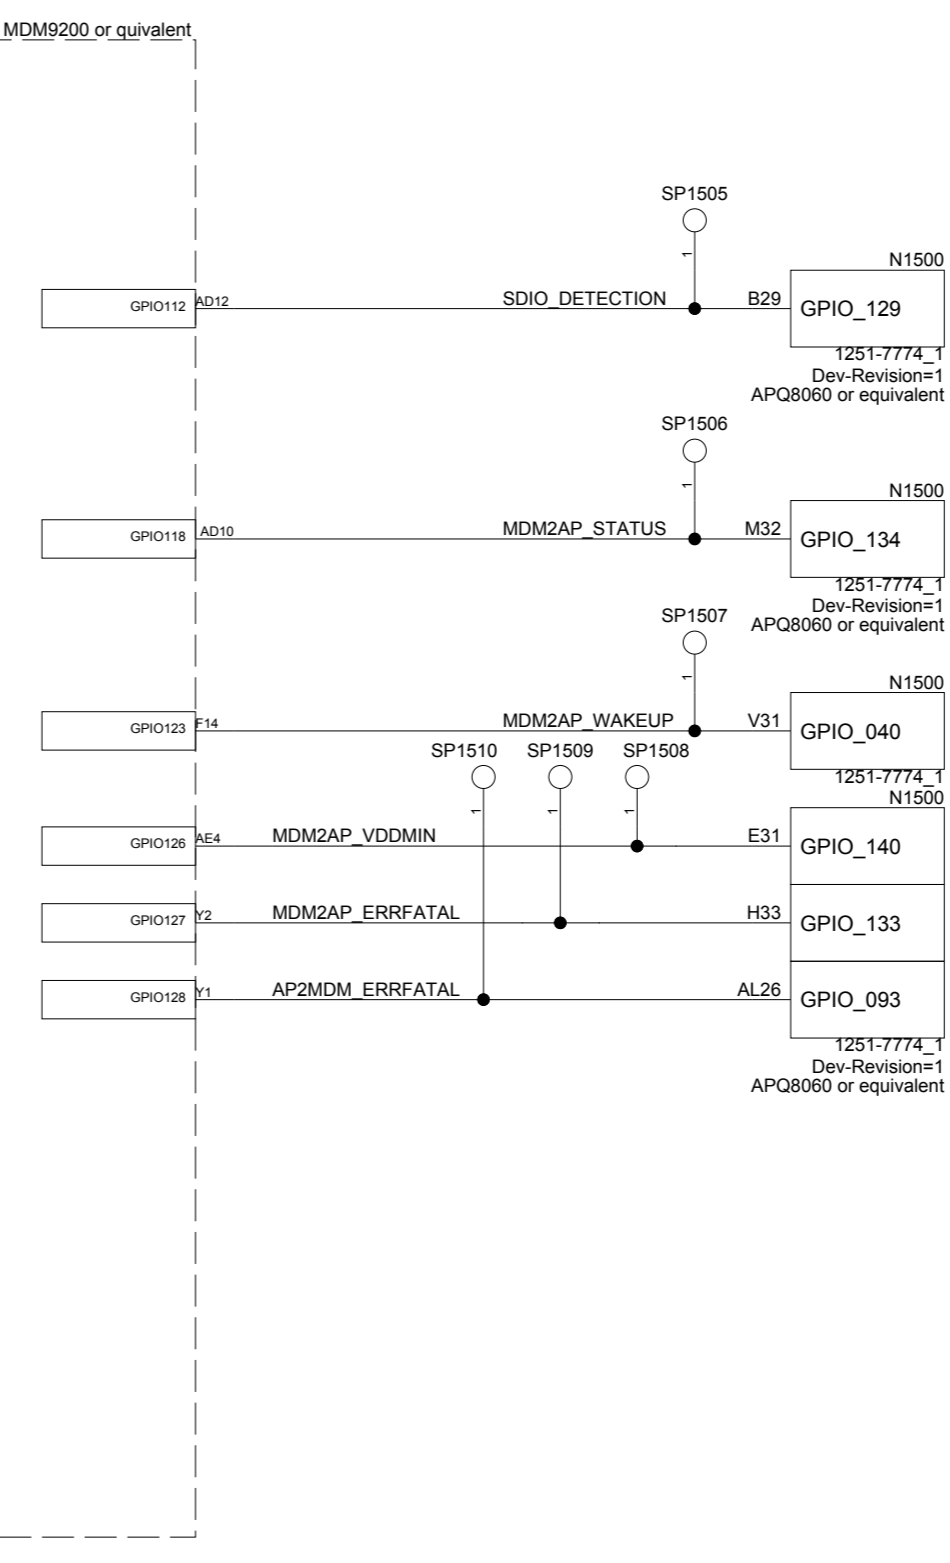 MDM9200 or quivalent
SP1505
1
N1500
GPIO112 AD12 SDIO_DETECTION B29 GPIO_129
1251-7774_1
Dev-Revision=1
APQ8060 or equivalent
SP1506
1
N1500
GPIO118 AD10 MDM2AP_STATUS M32 GPIO_134
1251-7774_1
Dev-Revision=1
APQ8060 or equivalent
SP1507
1
N1500
GPIO123 F14 MDM2AP_WAKEUP V31 GPIO_040
SP1510 SP1509 SP1508
1251-7774_1
N1500
1 1 1
GPIO126 AE4 MDM2AP_VDDMIN E31 GPIO_140
GPIO127 Y2 MDM2AP_ERRFATAL H33 GPIO_133
GPIO128 Y1 AP2MDM_ERRFATAL AL26 GPIO_093
1251-7774_1
Dev-Revision=1
APQ8060 or equivalent